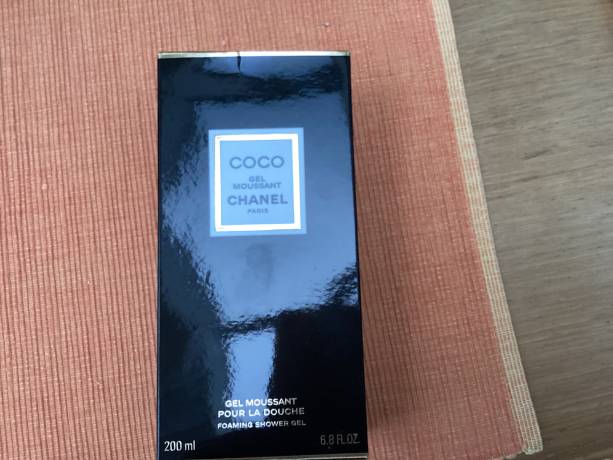 COCO
GEL
MOUSSANT
CHANEL
PARIS
GEL MOUSSANT
POUR LA DOUCHE
FOAMING SHOWER GEL
200 ml 6,8 FL.OZ.